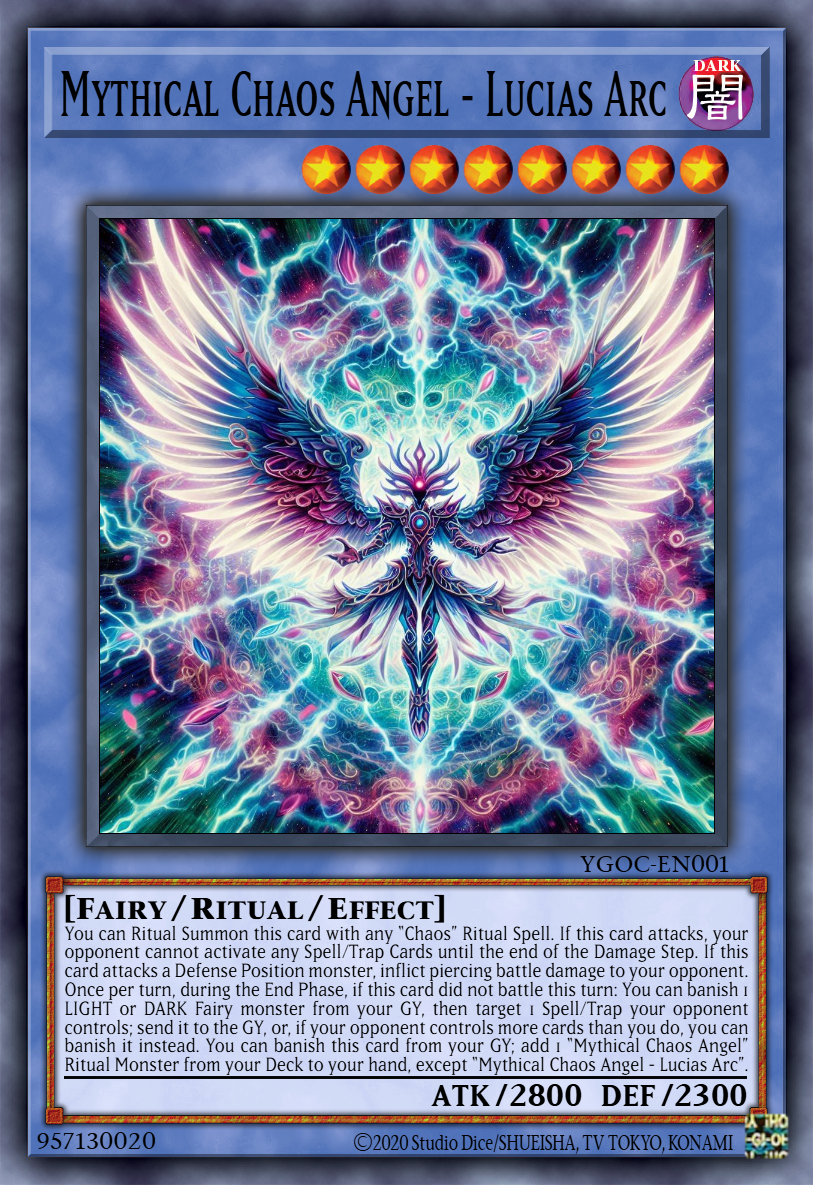 Mythical Chaos Angel - Lucias Arc
DARK
闇
YGOC-EN001
[Fairy/Ritual/Effect]
You can Ritual Summon this card with any “Chaos” Ritual Spell. If this card attacks, your
opponent cannot activate any Spell/Trap Cards until the end of the Damage Step. If this
card attacks a Defense Position monster, inflict piercing battle damage to your opponent.
Once per turn, during the End Phase, if this card did not battle this turn: You can banish 1
LIGHT or DARK Fairy monster from your GY, then target 1 Spell/Trap your opponent
controls; send it to the GY, or, if your opponent controls more cards than you do, you can
banish it instead. You can banish this card from your GY; add 1 “Mythical Chaos Angel”
Ritual Monster from your Deck to your hand, except “Mythical Chaos Angel - Lucias Arc”.
ATK/2800 DEF/2300
957130020
©2020 Studio Dice/SHUEISHA, TV TOKYO, KONAMI